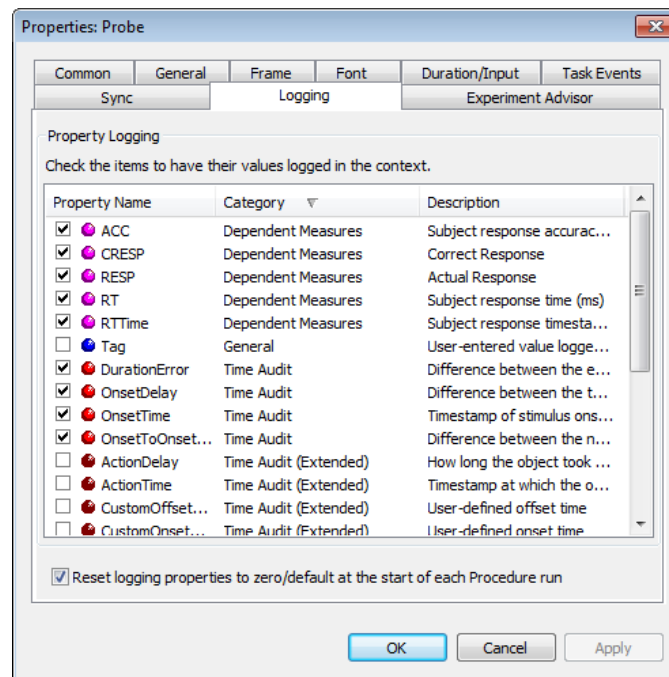 Properties: Probe
Common General Frame Font Duration/Input Task Events
Sync Logging Experiment Advisor
Property Logging
Check the items to have their values logged in the context.
Property Name Category Description
ACC Dependent Measures Subject response accurac...
CRESP Dependent Measures Correct Response
RESP Dependent Measures Actual Response
RT Dependent Measures Subject response time (ms)
RTTime Dependent Measures Subject response timesta...
Tag General User-entered value logge...
DurationError Time Audit Difference between the e...
OnsetDelay Time Audit Difference between the t...
OnsetTime Time Audit Timestamp of stimulus ons...
OnsetToOnset... Time Audit Difference between the n...
ActionDelay Time Audit (Extended) How long the object took ...
ActionTime Time Audit (Extended) Timestamp at which the o...
CustomOffset... Time Audit (Extended) User-defined offset time
CustomOnset... Time Audit (Extended) User-defined onset time
Reset logging properties to zero/default at the start of each Procedure run
OK Cancel Apply